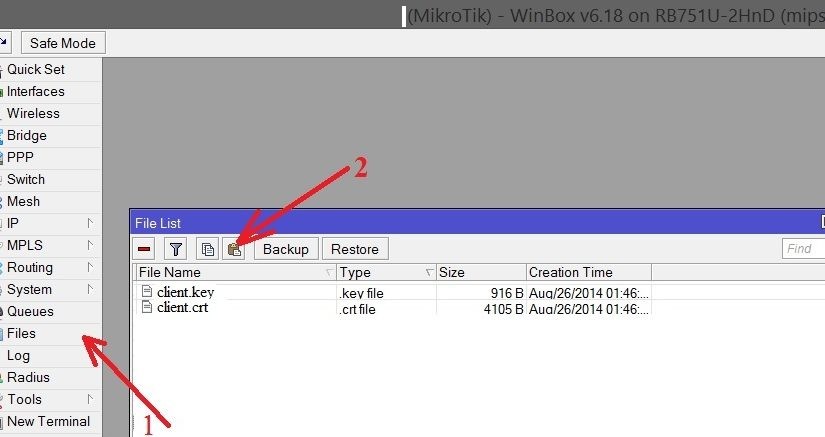 (MikroTik) - WinBox v6.18 on RB751U-2HnD (mips
Safe Mode
Quick Set
Interfaces
Wireless
Bridge
PPP
Switch
Mesh
IP
MPLS
Routing
System
Queues
Files
Log
Radius
Tools
New Terminal
1
2
File List
Backup Restore Find
File Name Type Size Creation Time
client.key .key file 916 B Aug/26/2014 01:46:...
client.crt .crt file 4105 B Aug/26/2014 01:46:...